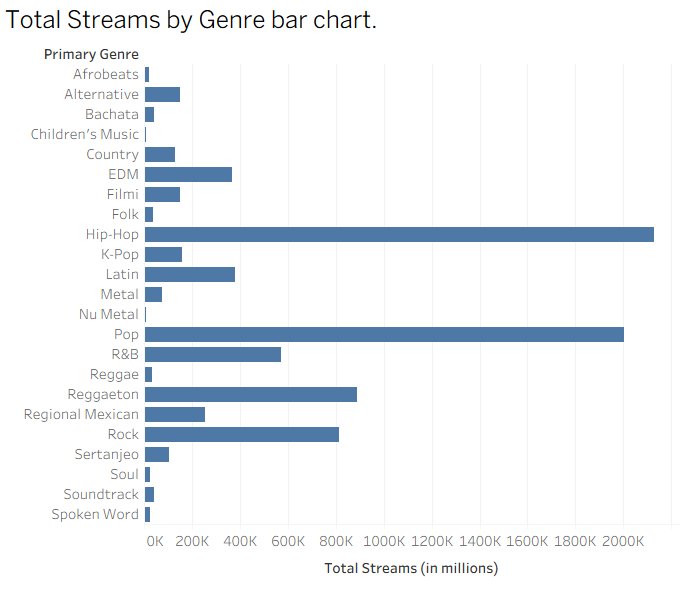 Total Streams by Genre bar chart.
Primary Genre
Afrobeats
Alternative
Bachata
Children's Music
Country
EDM
Filmi
Folk
Hip-Hop
K-Pop
Latin
Metal
Nu Metal
Pop
R&B
Reggae
Reggaeton
Regional Mexican
Rock
Sertanjeo
Soul
Soundtrack
Spoken Word
0K 200K 400K 600K 800K 1000K 1200K 1400K 1600K 1800K 2000K
Total Streams (in millions)